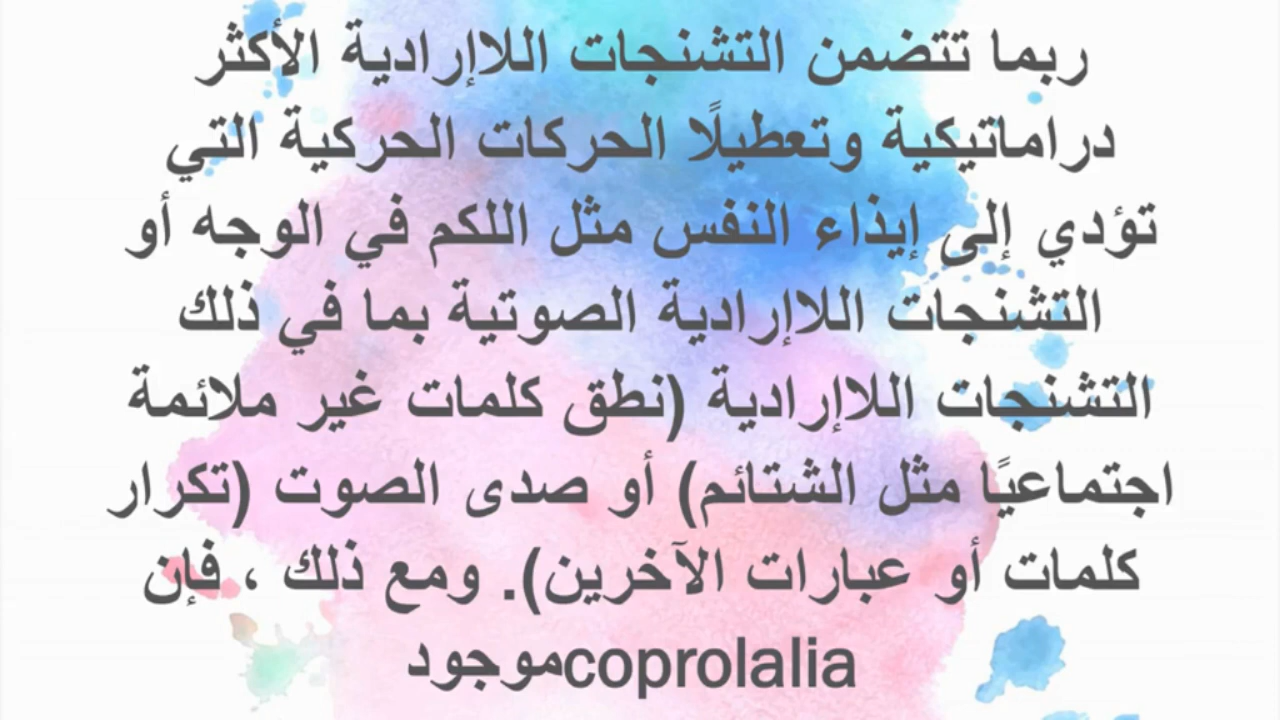 ربما تتضمن التشنجات اللاإرادية الأكثر
دراماتيكية وتعطيلًا الحركات الحركية التي
تؤدي إلى إيذاء النفس مثل اللكم في الوجه أو
التشنجات اللاإرادية الصوتية بما في ذلك
التشنجات اللاإرادية (نطق كلمات غير ملائمة
اجتماعيًا مثل الشتائم) أو صدى الصوت (تكرار
كلمات أو عبارات الآخرين). ومع ذلك ، فإن
coprolaliaموجود